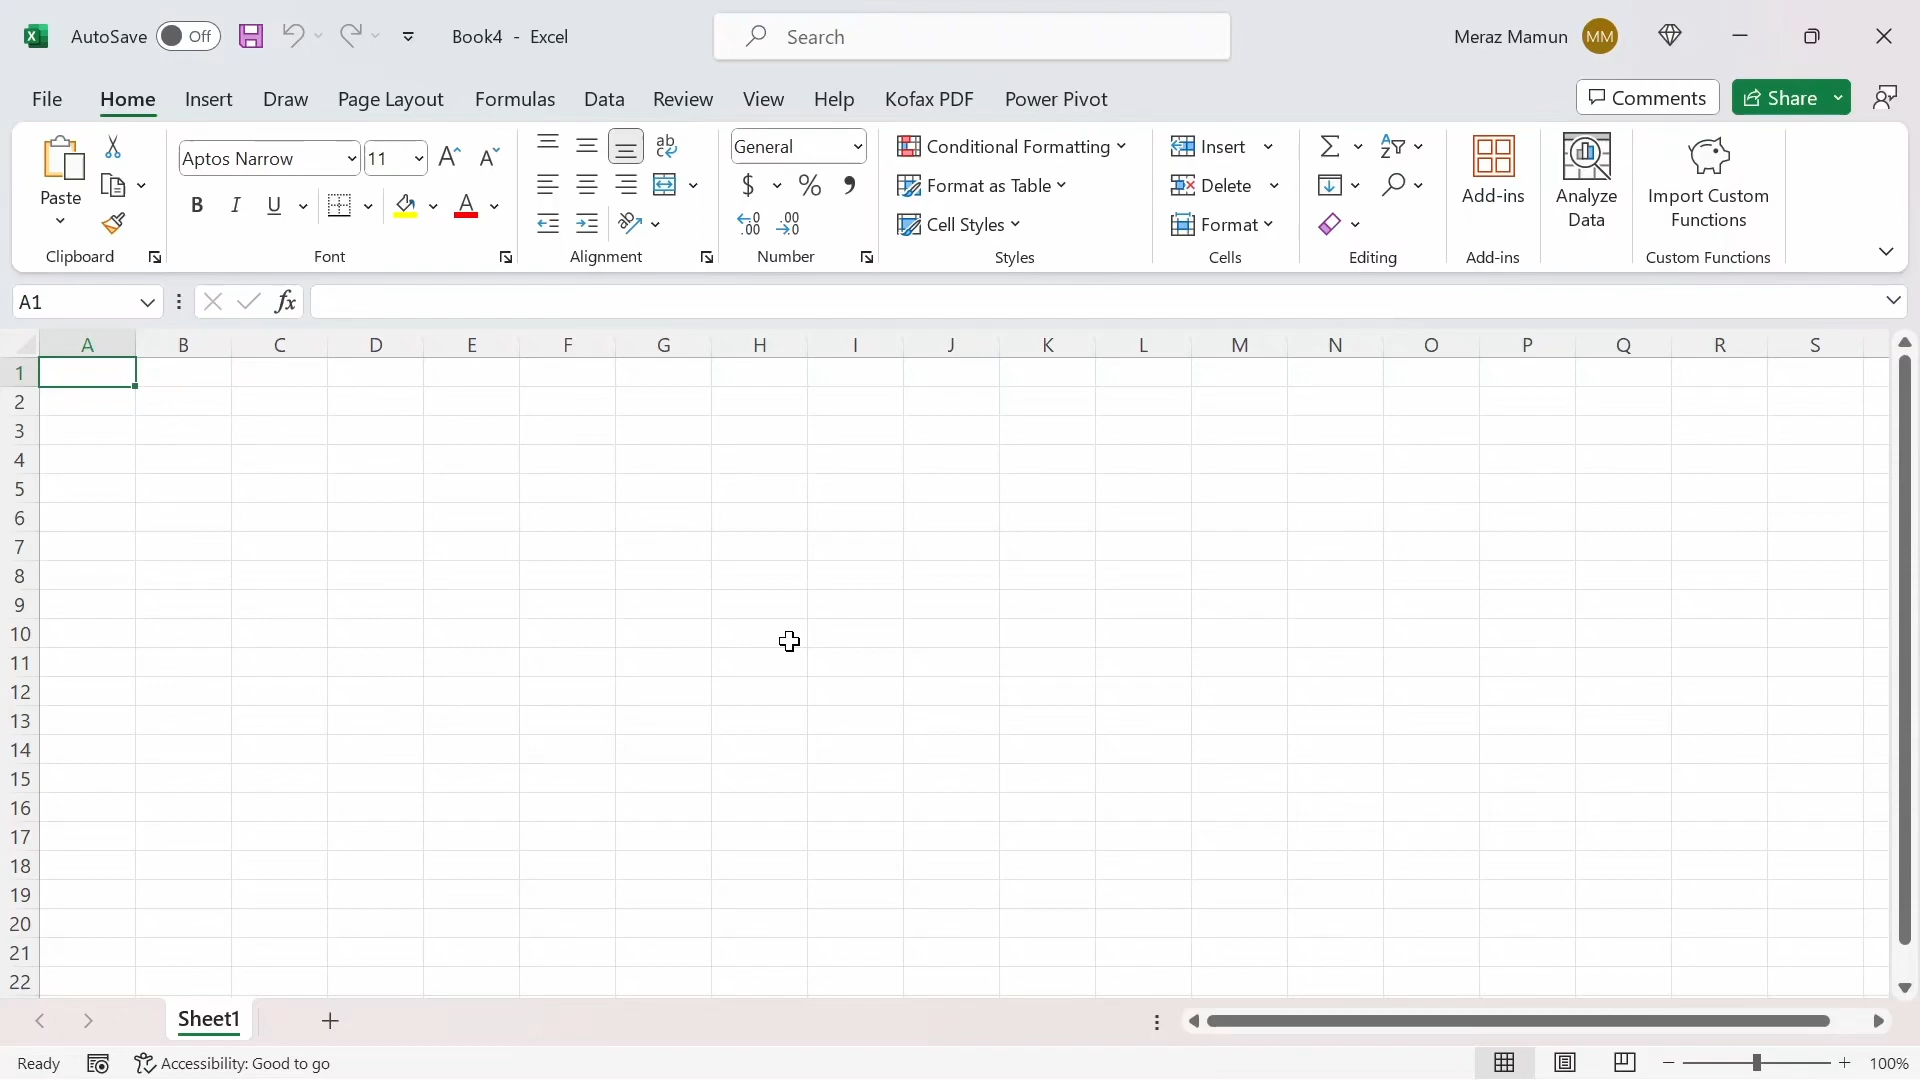 AutoSave Off Book4 - Excel Search Meraz Mamun MM
File Home Insert Draw Page Layout Formulas Data Review View Help Kofax PDF Power Pivot Comments Share
Paste
Clipboard
Aptos Narrow 11
B I U A
Font
ab
c
Alignment
General
$ % ,
Number
Conditional Formatting
Format as Table
Cell Styles
Styles
Insert
Delete
Format
Cells
Editing
Add-ins
Add-ins
Analyze
Data
Import Custom
Functions
Custom Functions
A1 fx
A B C D E F G H I J K L M N O P Q R S
1
2
3
4
5
6
7
8
9
10
11
12
13
14
15
16
17
18
19
20
21
22
Sheet1 +
Ready Accessibility: Good to go 100%